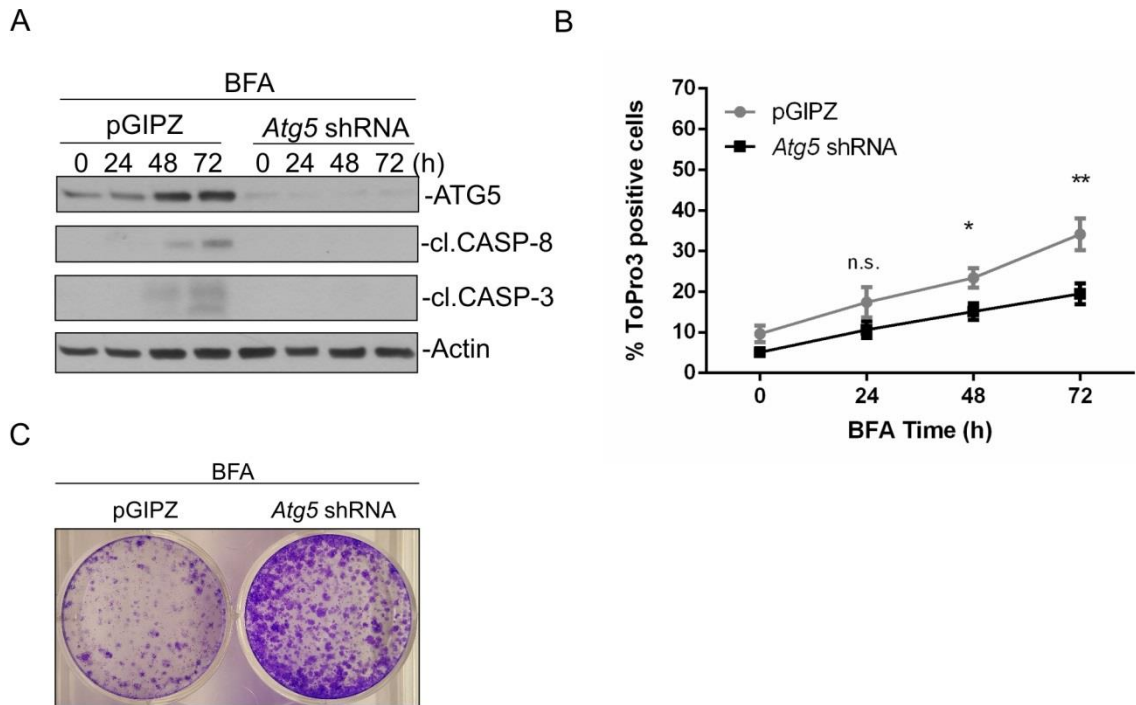 A
BFA
pGIPZ Atg5 shRNA
0 24 48 72 0 24 48 72 (h)
-ATG5
-cl.CASP-8
-cl.CASP-3
-Actin
B
% ToPro3 positive cells
70
60
50
40
30
20
10
0
pGIPZ
Atg5 shRNA
n.s.
*
**
0 24 48 72
BFA Time (h)
C
BFA
pGIPZ Atg5 shRNA